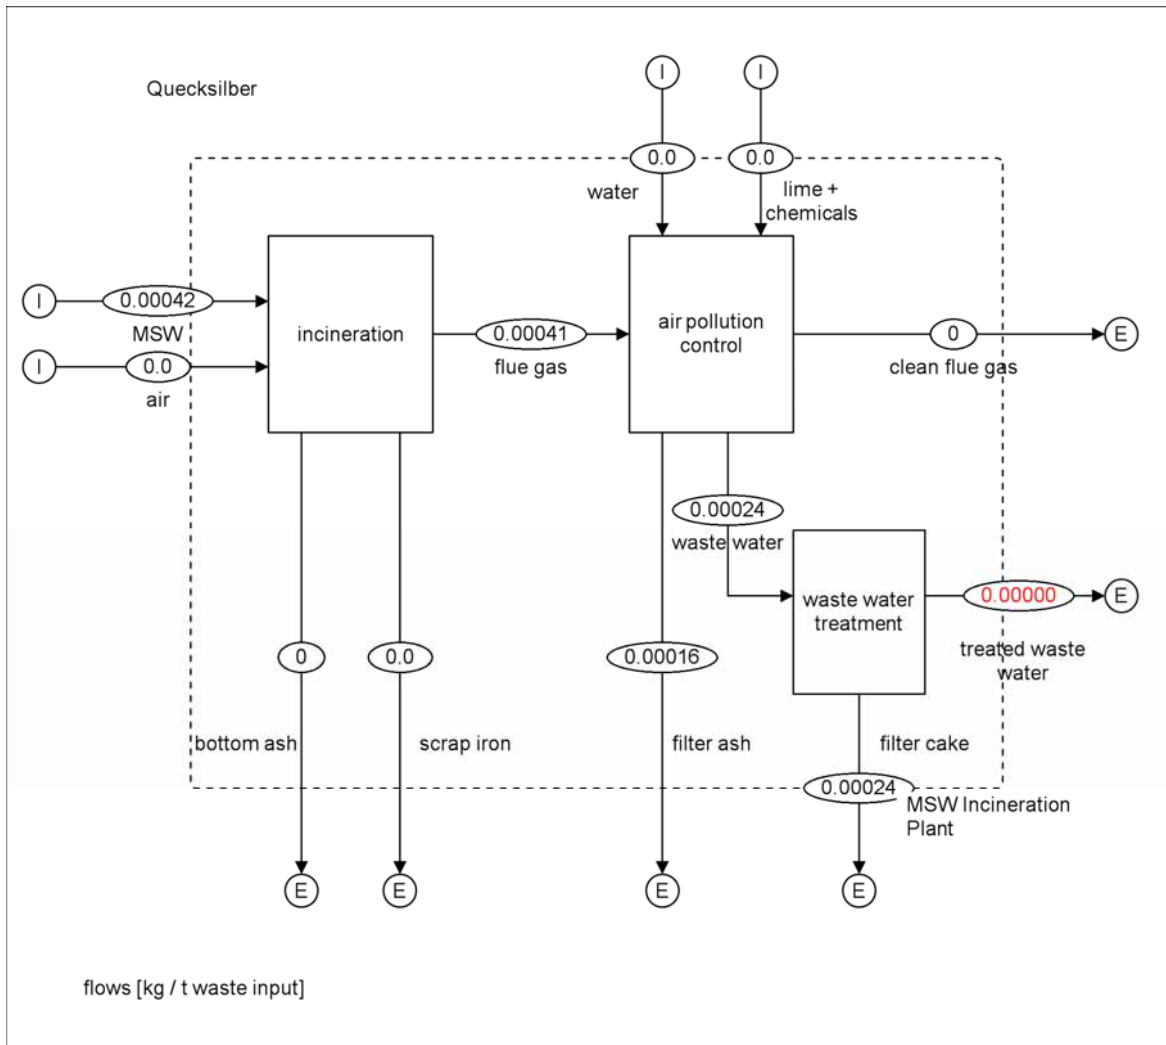 I
I
Quecksilber
0.0
0.0
water
lime +
chemicals
I
0.00042
MSW
incineration
0.00041
flue gas
air pollution
control
0
clean flue gas
E
I
0.0
air
0.00024
waste water
waste water
treatment
0.00000
E
treated waste
water
0
0.0
0.00016
bottom ash
scrap iron
filter ash
filter cake
0.00024
MSW Incineration
Plant
E
E
E
E
flows [kg / t waste input]